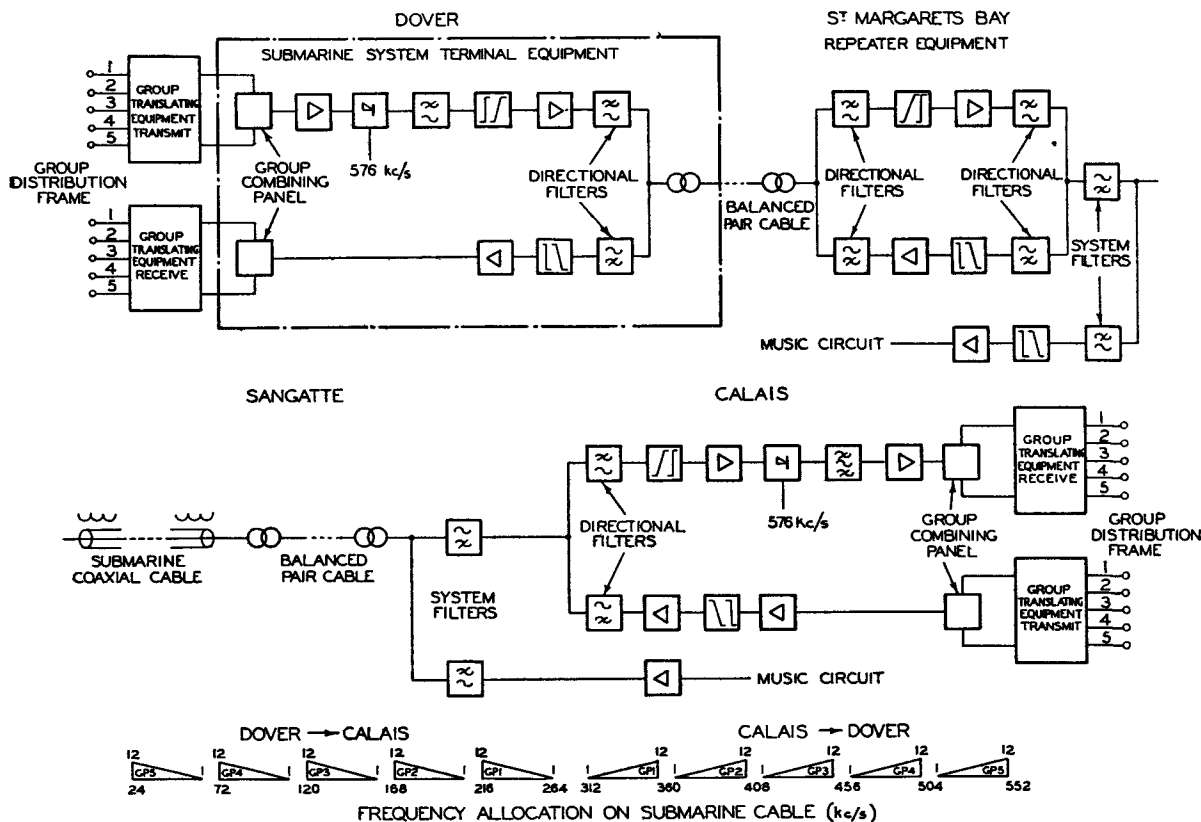 DOVER
SUBMARINE SYSTEM TERMINAL EQUIPMENT
1
2
3
4
5
GROUP
TRANSLATING
EQUIPMENT
TRANSMIT
GROUP
DISTRIBUTION
FRAME
1
2
3
4
5
GROUP
TRANSLATING
EQUIPMENT
RECEIVE
GROUP
COMBINING
PANEL
576 kc/s
DIRECTIONAL
FILTERS
BALANCED
PAIR CABLE
ST MARGARETS BAY
REPEATER EQUIPMENT
DIRECTIONAL
FILTERS
DIRECTIONAL
FILTERS
SYSTEM
FILTERS
MUSIC CIRCUIT
SANGATTE
CALAIS
SUBMARINE
COAXIAL CABLE
BALANCED
PAIR CABLE
SYSTEM
FILTERS
DIRECTIONAL
FILTERS
576 Kc/s
GROUP
COMBINING
PANEL
GROUP
TRANSLATING
EQUIPMENT
RECEIVE
1
2
3
4
5
GROUP
DISTRIBUTION
FRAME
GROUP
TRANSLATING
EQUIPMENT
TRANSMIT
1
2
3
4
5
MUSIC CIRCUIT
DOVER → CALAIS
CALAIS → DOVER
12 1 12 1 12 1 12 1 12 1 1 12 1 12 1 12 1 12 1 12
GP5 GP4 GP3 GP2 GP1 GP1 GP2 GP3 GP4 GP5
24 72 120 168 216 264 312 360 408 456 504 552
FREQUENCY ALLOCATION ON SUBMARINE CABLE (kc/s)